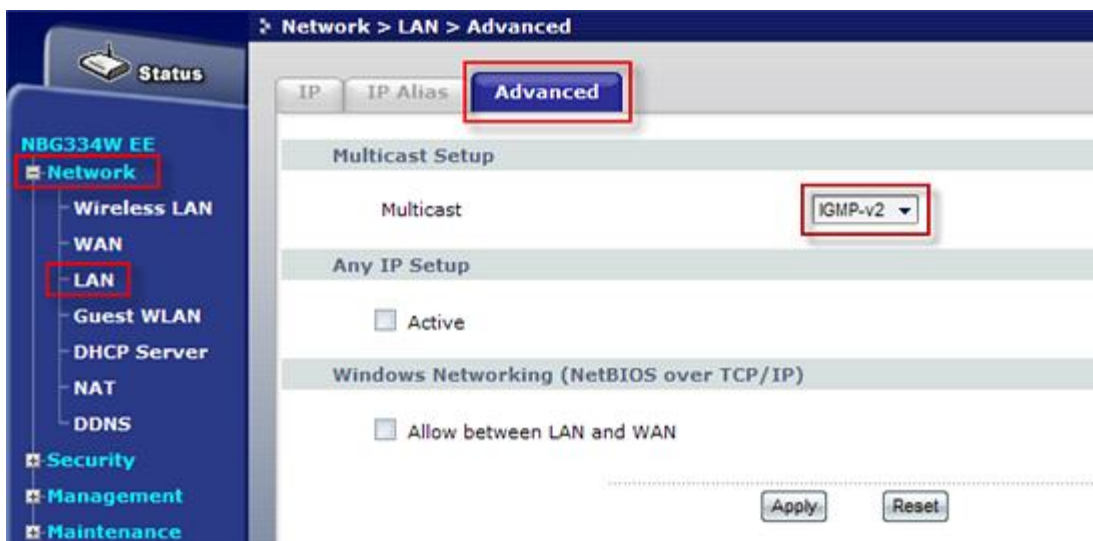 Network > LAN > Advanced
Status
IP
IP Alias
Advanced
NBG334W EE
Network
Wireless LAN
WAN
LAN
Guest WLAN
DHCP Server
NAT
DDNS
Security
Management
Maintenance
Multicast Setup
Multicast
IGMP-v2
Any IP Setup
Active
Windows Networking (NetBIOS over TCP/IP)
Allow between LAN and WAN
Apply
Reset